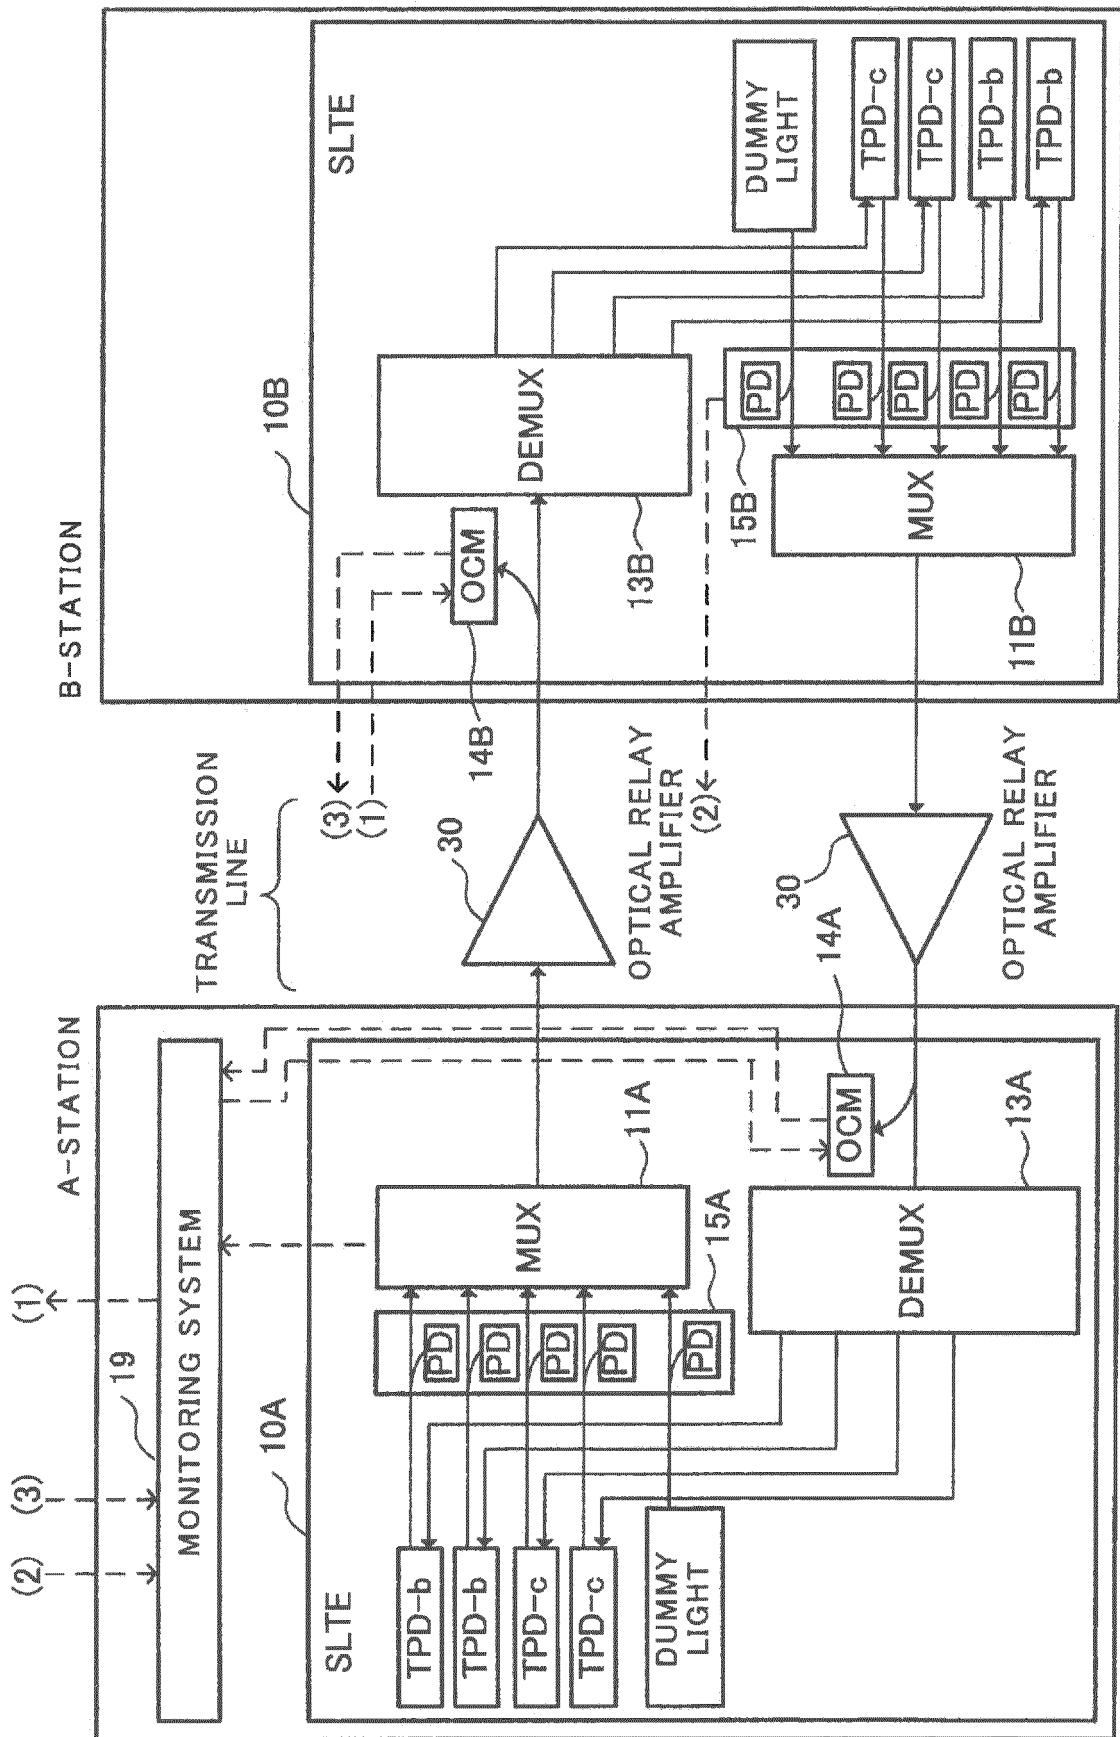 A-STATION
TRANSMISSION
LINE
B-STATION
(2)
(3)
(1)
19
MONITORING SYSTEM
(3)
(1)
10A
10B
SLTE
SLTE
TPD-b
TPD-b
TPD-c
TPD-c
DUMMY
LIGHT
PD
PD
PD
PD
PD
15A
MUX
11A
30
OPTICAL RELAY
AMPLIFIER
14B
OCM
DEMUX
13B
(2)
DEMUX
13A
OCM
14A
30
OPTICAL RELAY
AMPLIFIER
MUX
11B
15B
PD
PD
PD
PD
PD
DUMMY
LIGHT
TPD-c
TPD-c
TPD-b
TPD-b